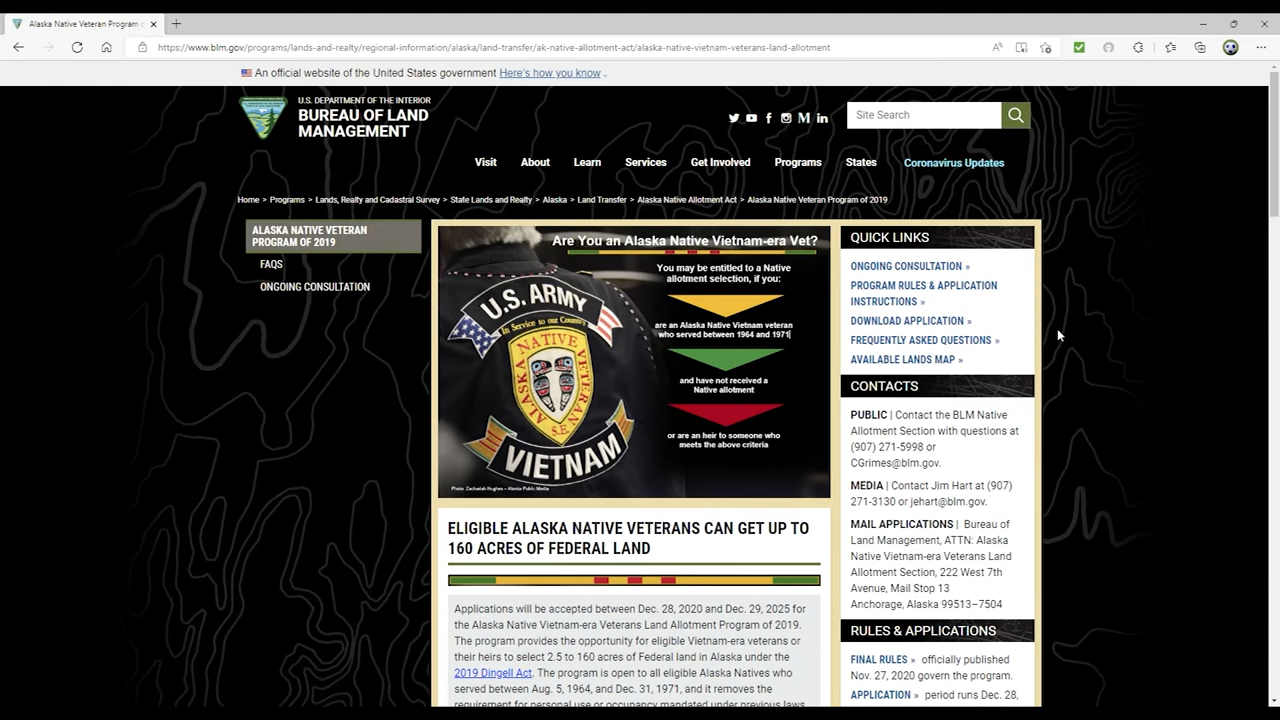 Alaska Native Veteran Program o
https://www.blm.gov/programs/lands-and-realty/regional-information/alaska/land-transfer/ak-native-allotment-act/alaska-native-vietnam-veterans-land-allotment
An official website of the United States government Here's how you know
U.S. DEPARTMENT OF THE INTERIOR
BUREAU OF LAND
MANAGEMENT
Site Search
Visit About Learn Services Get Involved Programs States Coronavirus Updates
Home > Programs > Lands, Realty and Cadastral Survey > State Lands and Realty > Alaska > Land Transfer > Alaska Native Allotment Act > Alaska Native Veteran Program of 2019
ALASKA NATIVE VETERAN
PROGRAM OF 2019
FAQS
ONGOING CONSULTATION
Are You an Alaska Native Vietnam-era Vet?
You may be entitled to a Native
allotment selection, if you:
are an Alaska Native Vietnam veteran
who served between 1964 and 1971
and have not received a
Native allotment
or are an heir to someone who
meets the above criteria
U.S. ARMY
In Service to our Country
ALASKA NATIVE VETERANS
S.E.
VIETNAM
Photo: Zachariah Hughes – Alaska Public Media
ELIGIBLE ALASKA NATIVE VETERANS CAN GET UP TO
160 ACRES OF FEDERAL LAND
Applications will be accepted between Dec. 28, 2020 and Dec. 29, 2025 for
the Alaska Native Vietnam-era Veterans Land Allotment Program of 2019.
The program provides the opportunity for eligible Vietnam-era veterans or
their heirs to select 2.5 to 160 acres of Federal land in Alaska under the
2019 Dingell Act. The program is open to all eligible Alaska Natives who
served between Aug. 5, 1964, and Dec. 31, 1971, and it removes the
requirement for personal use or occupancy mandated under previous laws
QUICK LINKS
ONGOING CONSULTATION »
PROGRAM RULES & APPLICATION
INSTRUCTIONS »
DOWNLOAD APPLICATION »
FREQUENTLY ASKED QUESTIONS »
AVAILABLE LANDS MAP »
CONTACTS
PUBLIC | Contact the BLM Native
Allotment Section with questions at
(907) 271-5998 or
CGrimes@blm.gov.
MEDIA | Contact Jim Hart at (907)
271-3130 or jehart@blm.gov.
MAIL APPLICATIONS | Bureau of
Land Management, ATTN: Alaska
Native Vietnam-era Veterans Land
Allotment Section, 222 West 7th
Avenue, Mail Stop 13
Anchorage, Alaska 99513–7504
RULES & APPLICATIONS
FINAL RULES » officially published
Nov. 27, 2020 govern the program.
APPLICATION » period runs Dec. 28,